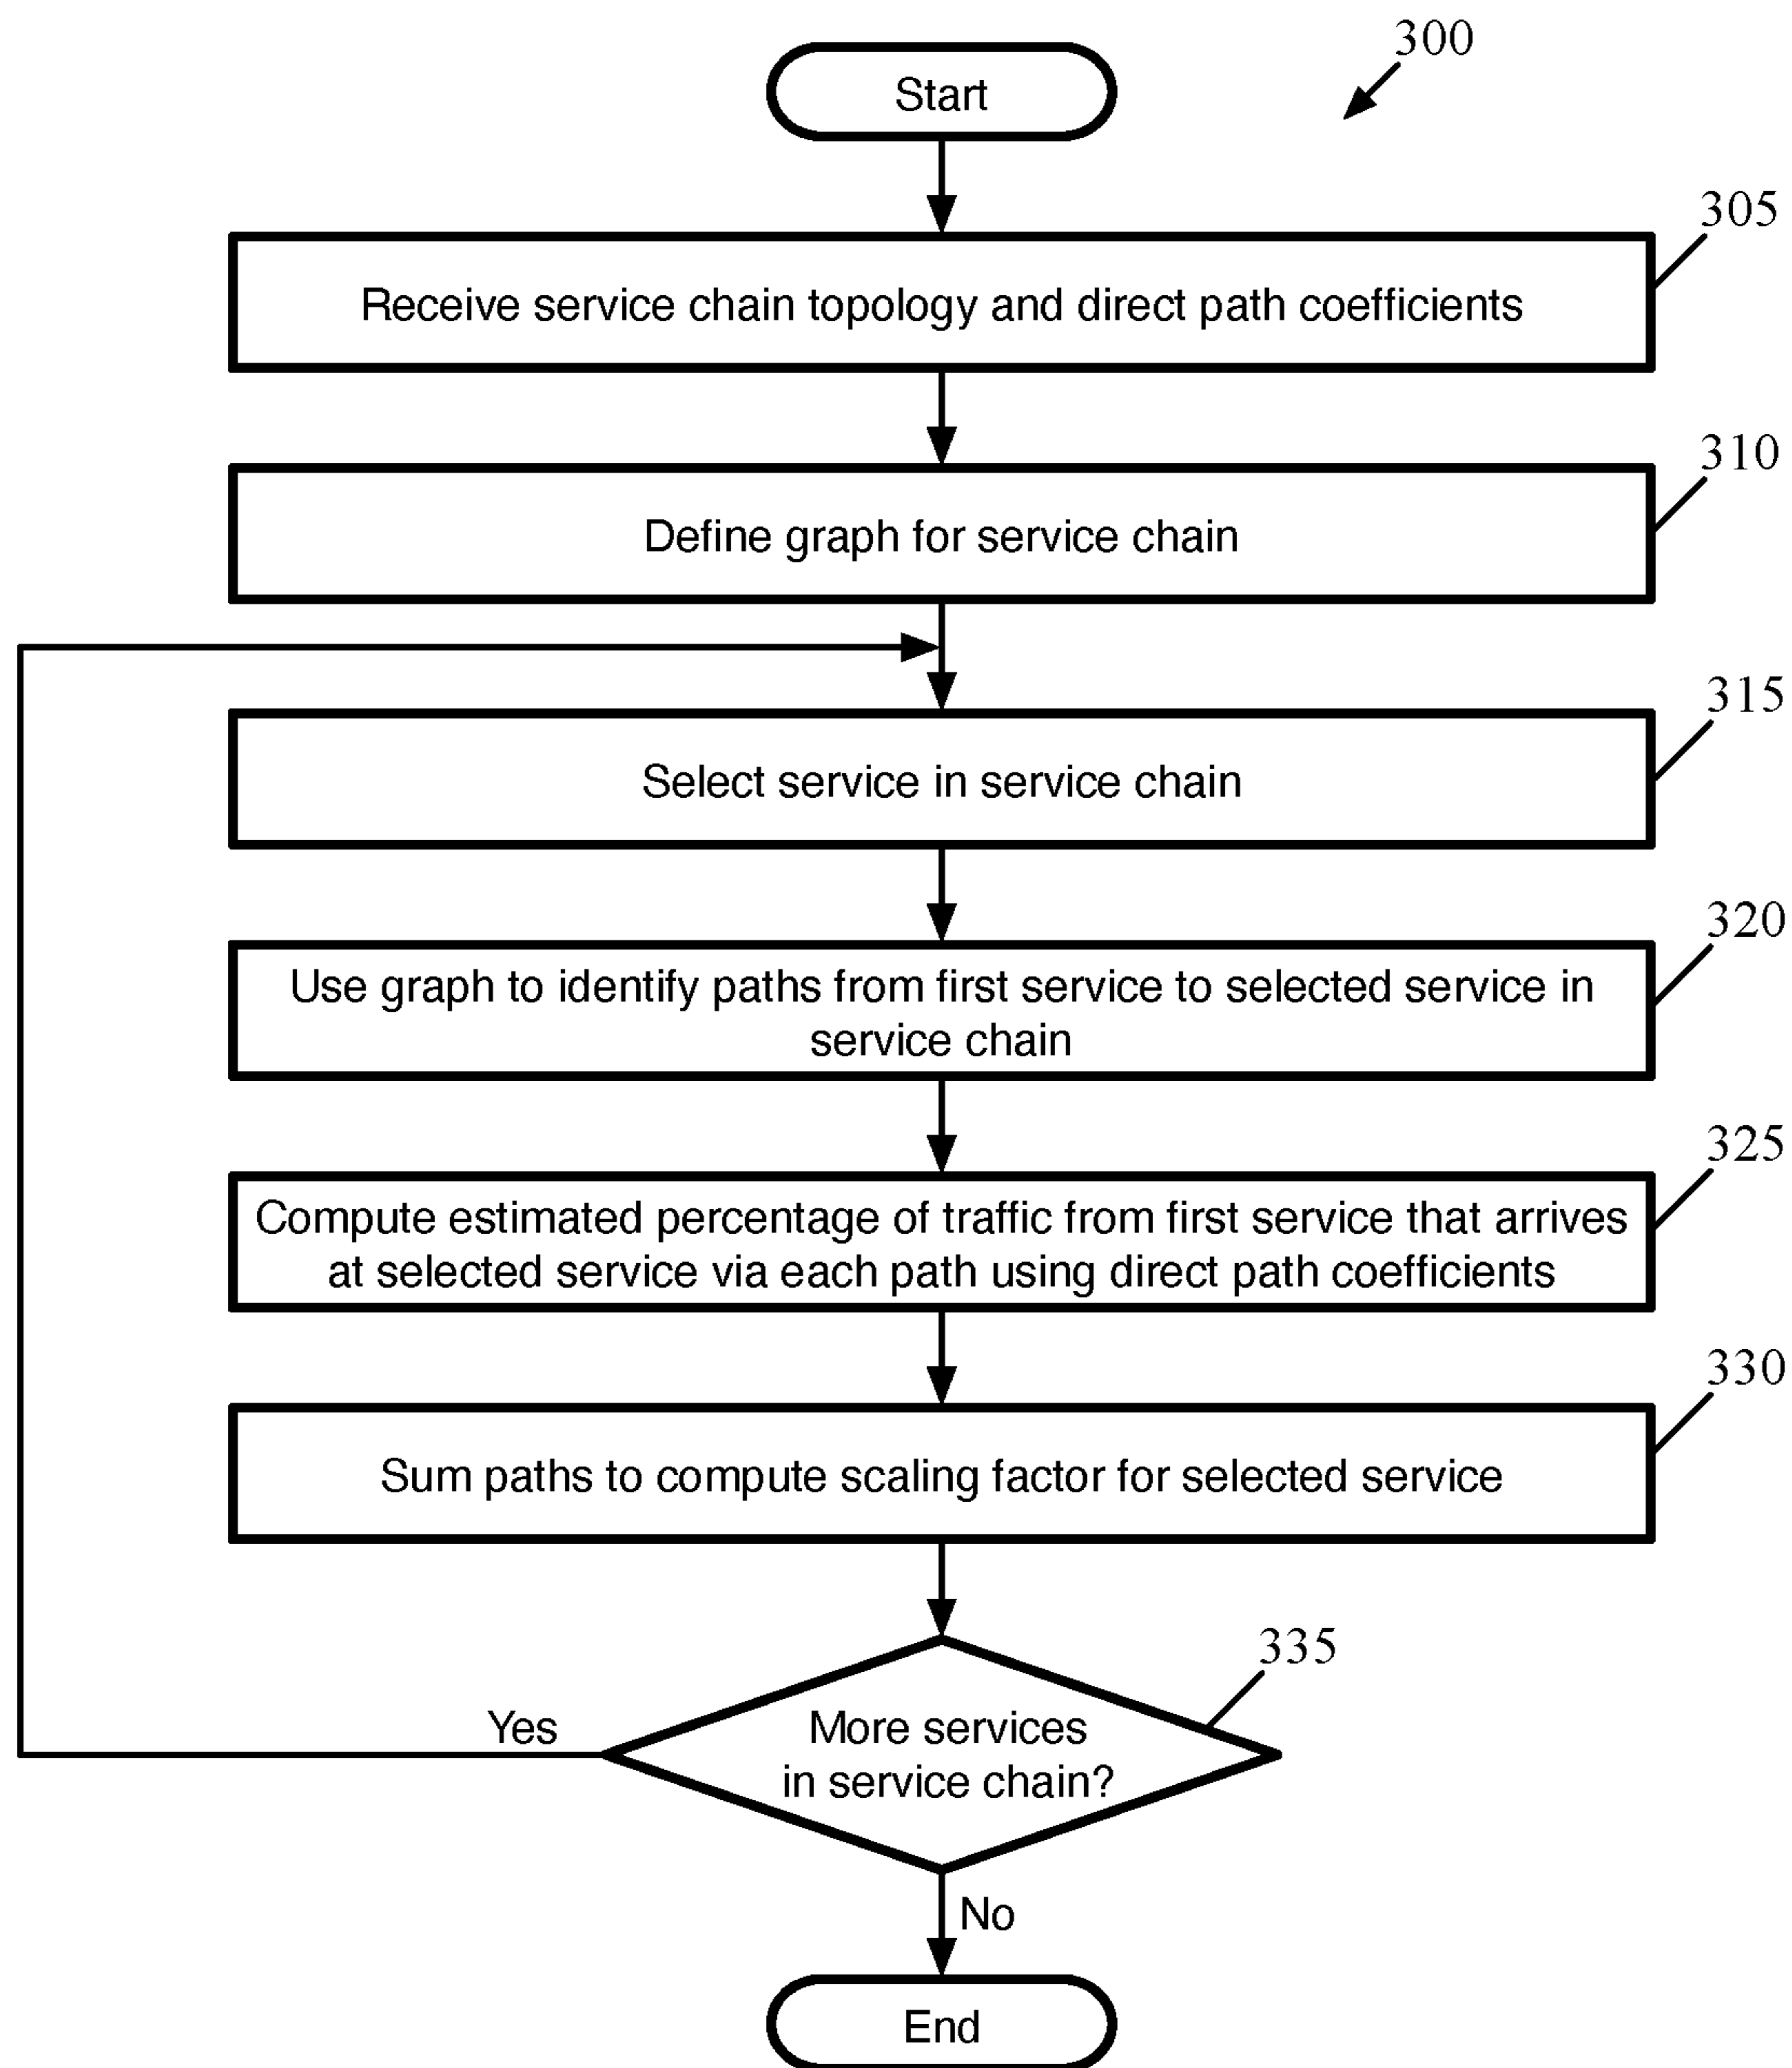 300
Start
305
Receive service chain topology and direct path coefficients
310
Define graph for service chain
315
Select service in service chain
320
Use graph to identify paths from first service to selected service in
service chain
325
Compute estimated percentage of traffic from first service that arrives
at selected service via each path using direct path coefficients
330
Sum paths to compute scaling factor for selected service
335
Yes
More services
in service chain?
No
End